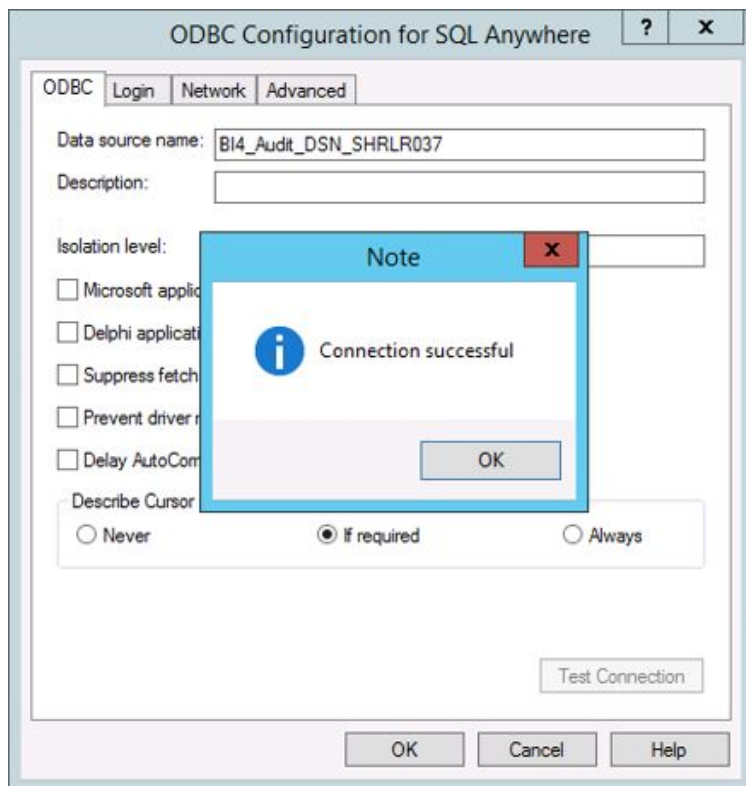 ODBC Configuration for SQL Anywhere ? x
ODBC Login Network Advanced
Data source name: BI4_Audit_DSN_SHRLR037
Description:
Isolation level:
Note x
Microsoft applic
Delphi applicati
Connection successful
Suppress fetch
Prevent driver r
Delay AutoCom
OK
Describe Cursor
Never If required Always
Test Connection
OK Cancel Help